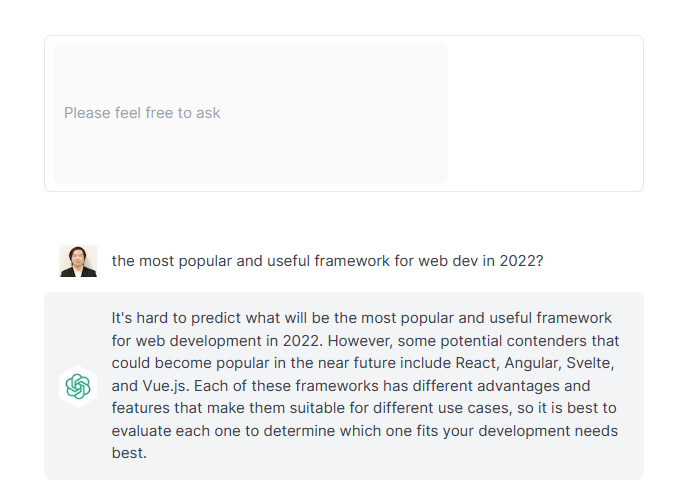 Please feel free to ask
the most popular and useful framework for web dev in 2022?
It's hard to predict what will be the most popular and useful framework
for web development in 2022. However, some potential contenders that
could become popular in the near future include React, Angular, Svelte,
and Vue.js. Each of these frameworks has different advantages and
features that make them suitable for different use cases, so it is best to
evaluate each one to determine which one fits your development needs
best.